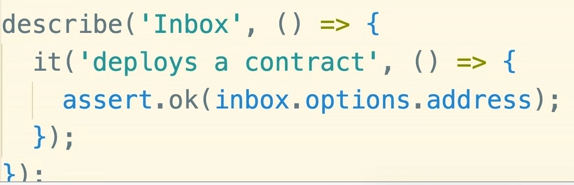 describe('Inbox', () => {
  it('deploys a contract', () => {
    assert.ok(inbox.options.address);
  });
});